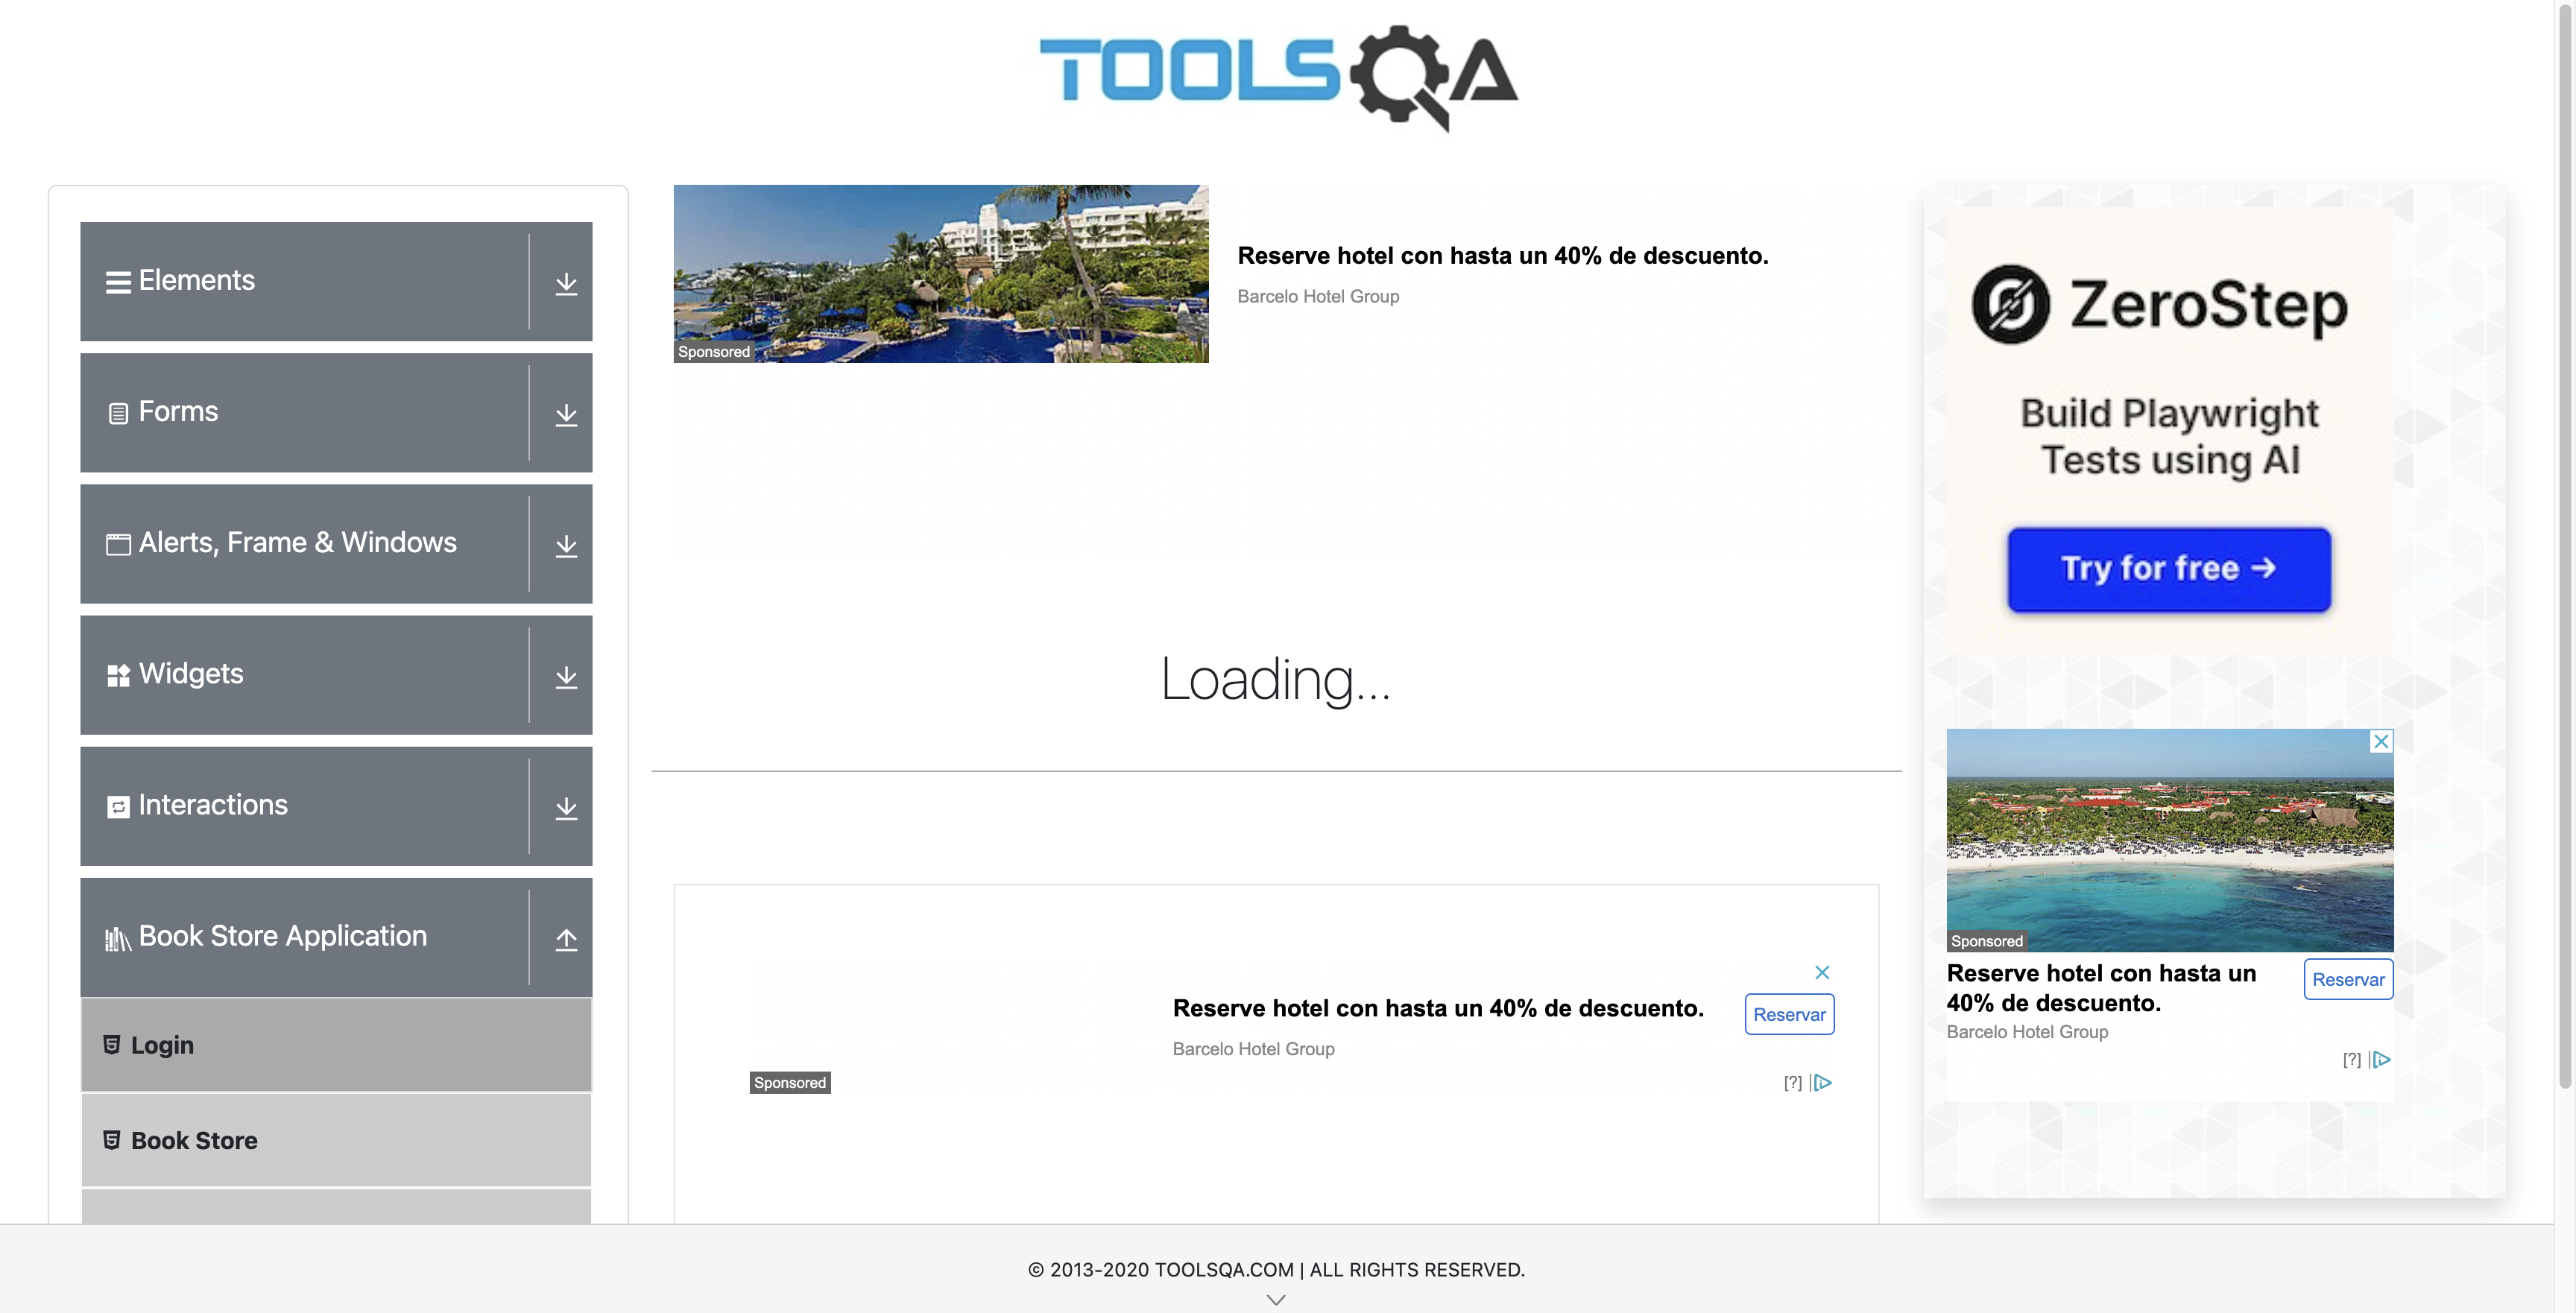 TOOLSQA
Elements
Forms
Alerts, Frame & Windows
Widgets
Interactions
Book Store Application
Login
Book Store
Sponsored
Reserve hotel con hasta un 40% de descuento.
Barcelo Hotel Group
Loading...
Reserve hotel con hasta un 40% de descuento.
Barcelo Hotel Group
Reservar
Sponsored
[?]
ZeroStep
Build Playwright
Tests using AI
Try for free →
Sponsored
Reserve hotel con hasta un
40% de descuento.
Barcelo Hotel Group
Reservar
[?]
© 2013-2020 TOOLSQA.COM | ALL RIGHTS RESERVED.